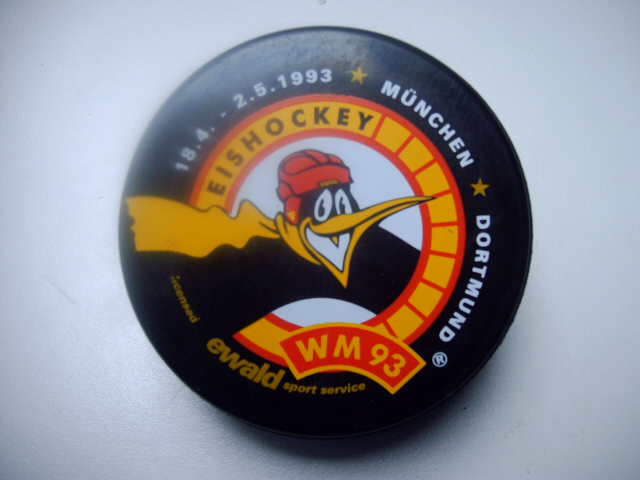 18.4. - 2.5.1993 ★ MÜNCHEN ★ DORTMUND ®
EISHOCKEY
WM 93
licensed
ewald sport service